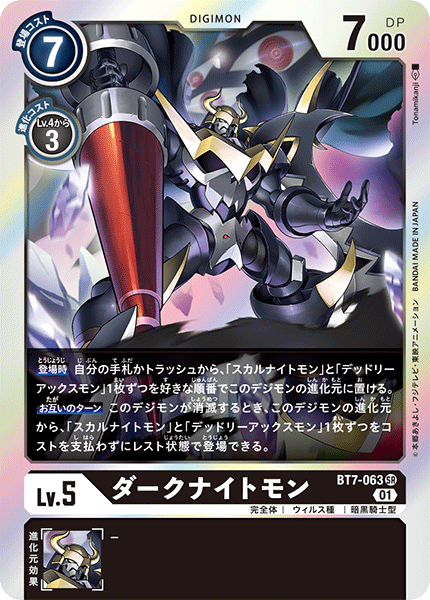 登場コスト
7
DIGIMON
7000
DP
進化コスト
Lv.4から
3
Tonamikanji
BANDAI MADE IN JAPAN
©本郷あきよし・フジテレビ・東映アニメーション
登場時 自分の手札かトラッシュから、「スカルナイトモン」と「デッドリー
アックスモン」1枚ずつを好きな順番でこのデジモンの進化元に置ける。
お互いのターン このデジモンが消滅するとき、このデジモンの進化元
から、「スカルナイトモン」と「デッドリーアックスモン」1枚ずつをコ
ストを支払わずにレスト状態で登場できる。
Lv.5
ダークナイトモン
BT7-063 SR
01
完全体 | ウィルス種 | 暗黒騎士型
進化元効果
－